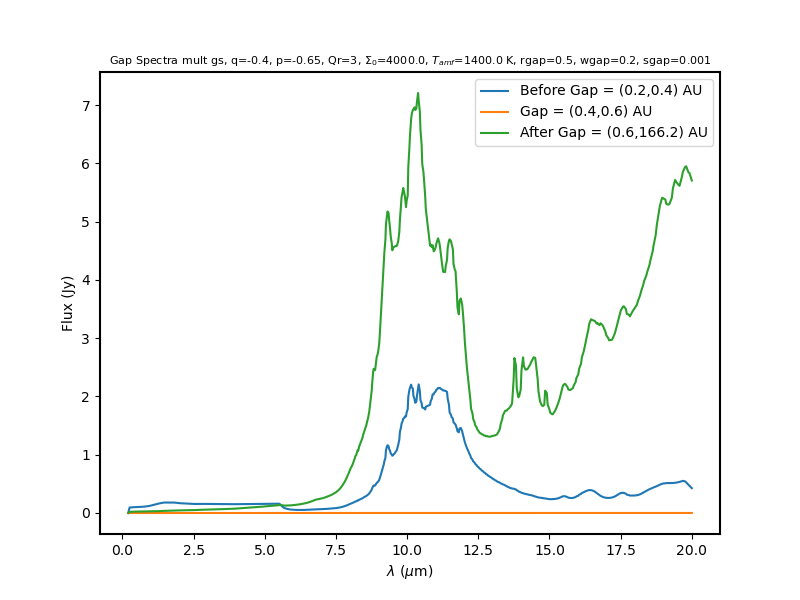 Gap Spectra mult gs, q=-0.4, p=-0.65, Qr=3, Σ₀=4000.0, T_amf=1400.0 K, rgap=0.5, wgap=0.2, sgap=0.001
Before Gap = (0.2,0.4) AU
Gap = (0.4,0.6) AU
After Gap = (0.6,166.2) AU
7
6
5
4
3
2
1
0
Flux (Jy)
0.0 2.5 5.0 7.5 10.0 12.5 15.0 17.5 20.0
λ (μm)